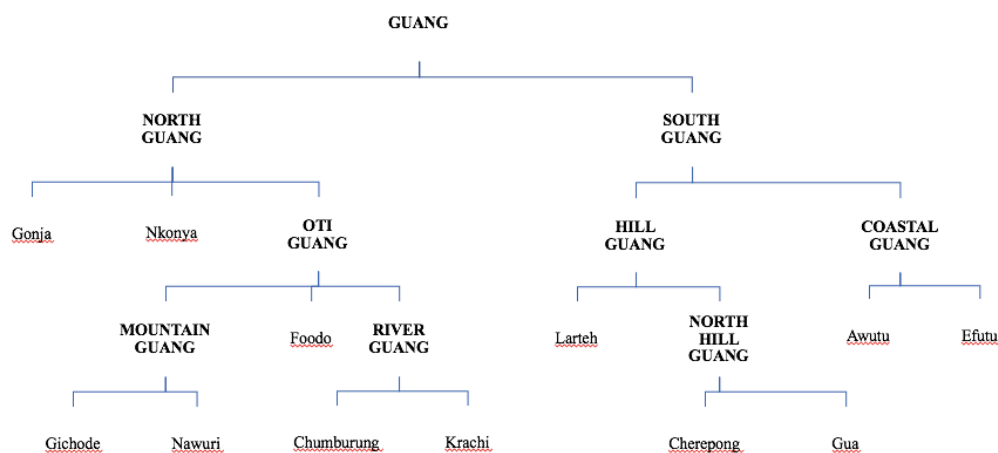 GUANG
NORTH
GUANG
SOUTH
GUANG
Gonja
Nkonya
OTI
GUANG
HILL
GUANG
COASTAL
GUANG
MOUNTAIN
GUANG
Foodo
RIVER
GUANG
Larteh
NORTH
HILL
GUANG
Awutu
Efutu
Gichode
Nawuri
Chumburung
Krachi
Cherepong
Gua